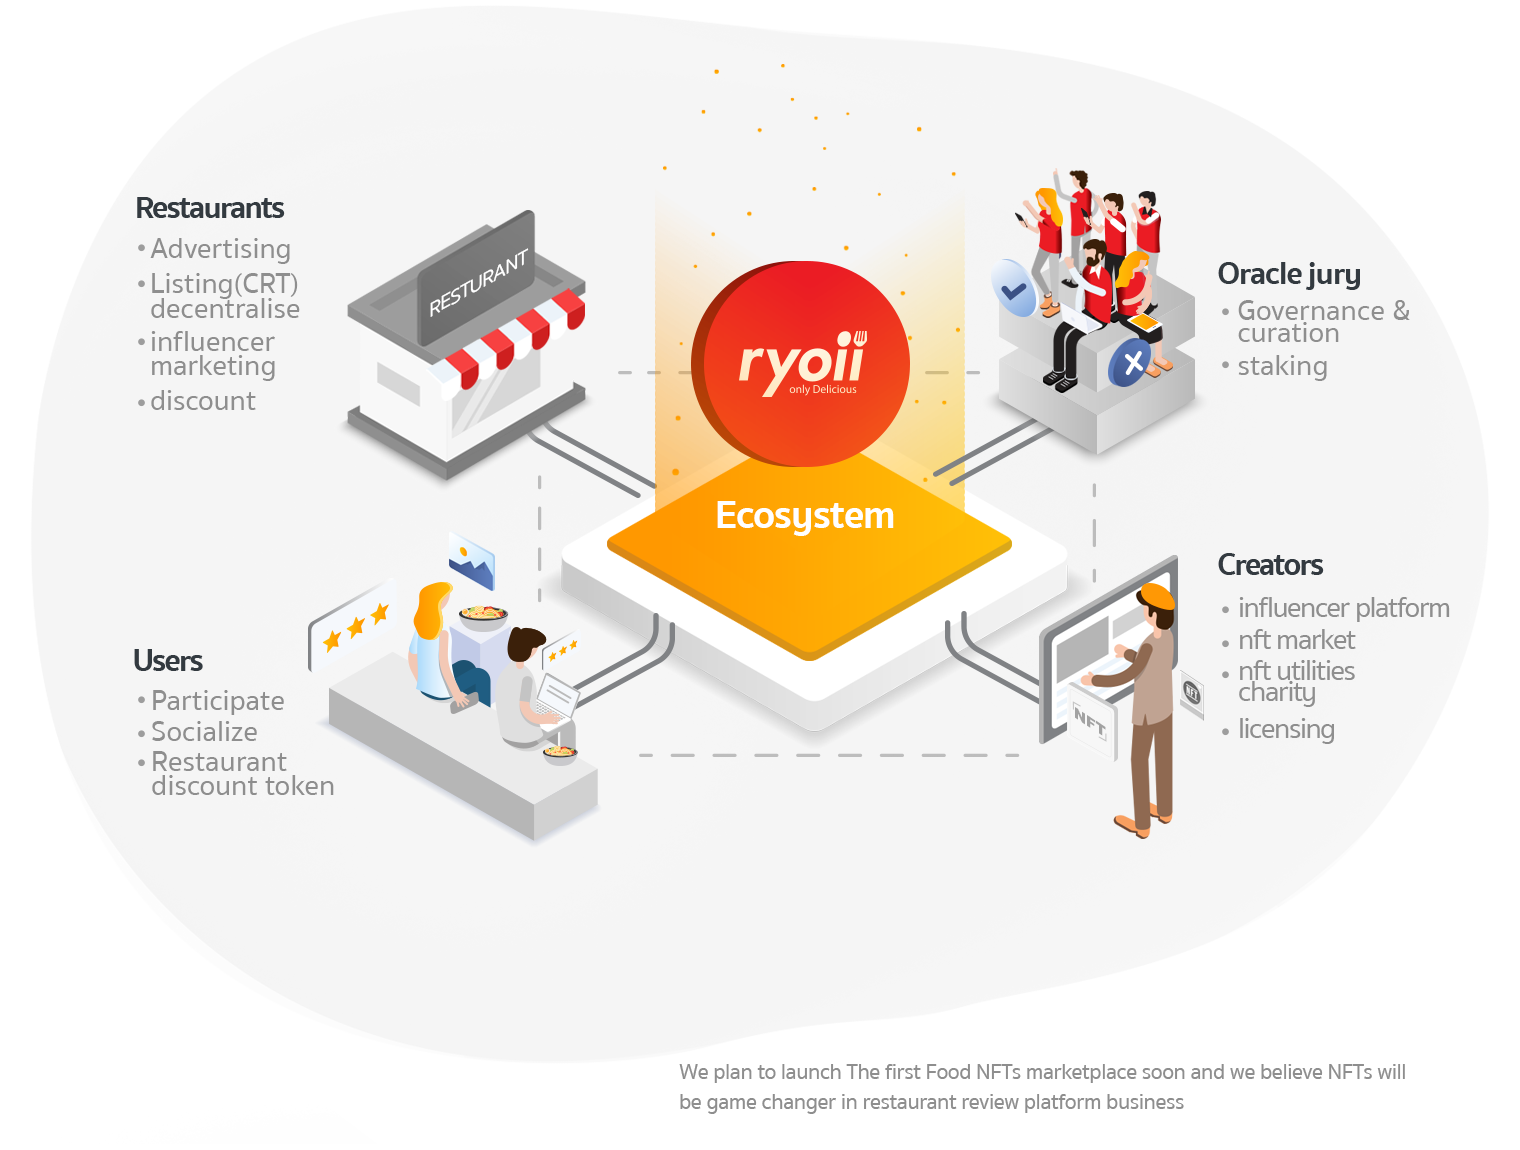 Restaurants
• Advertising
• Listing(CRT)
decentralise
• influencer
marketing
• discount
RESTURANT
ryoii
only Delicious
Ecosystem
Oracle jury
• Governance &
curation
• staking
Users
• Participate
• Socialize
• Restaurant
discount token
Creators
• influencer platform
• nft market
• nft utilities
charity
• licensing
NFT
NFT
We plan to launch The first Food NFTs marketplace soon and we believe NFTs will
be game changer in restaurant review platform business